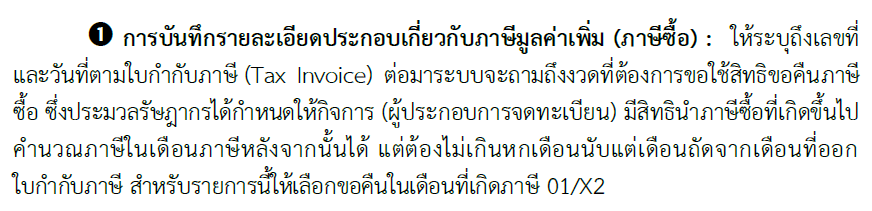 ❶ การบันทึกรายละเอียดประกอบเกี่ยวกับภาษีมูลค่าเพิ่ม (ภาษีซื้อ) : ให้ระบุถึงเลขที่
และวันที่ตามใบกำกับภาษี (Tax Invoice) ต่อมาระบบจะถามถึงงวดที่ต้องการขอใช้สิทธิขอคืนภาษี
ซื้อ ซึ่งประมวลรัษฎากรได้กำหนดให้กิจการ (ผู้ประกอบการจดทะเบียน) มีสิทธินำภาษีซื้อที่เกิดขึ้นไป
คำนวณภาษีในเดือนภาษีหลังจากนั้นได้ แต่ต้องไม่เกินหกเดือนนับแต่เดือนถัดจากเดือนที่ออก
ใบกำกับภาษี สำหรับรายการนี้ให้เลือกขอคืนในเดือนที่เกิดภาษี 01/X2